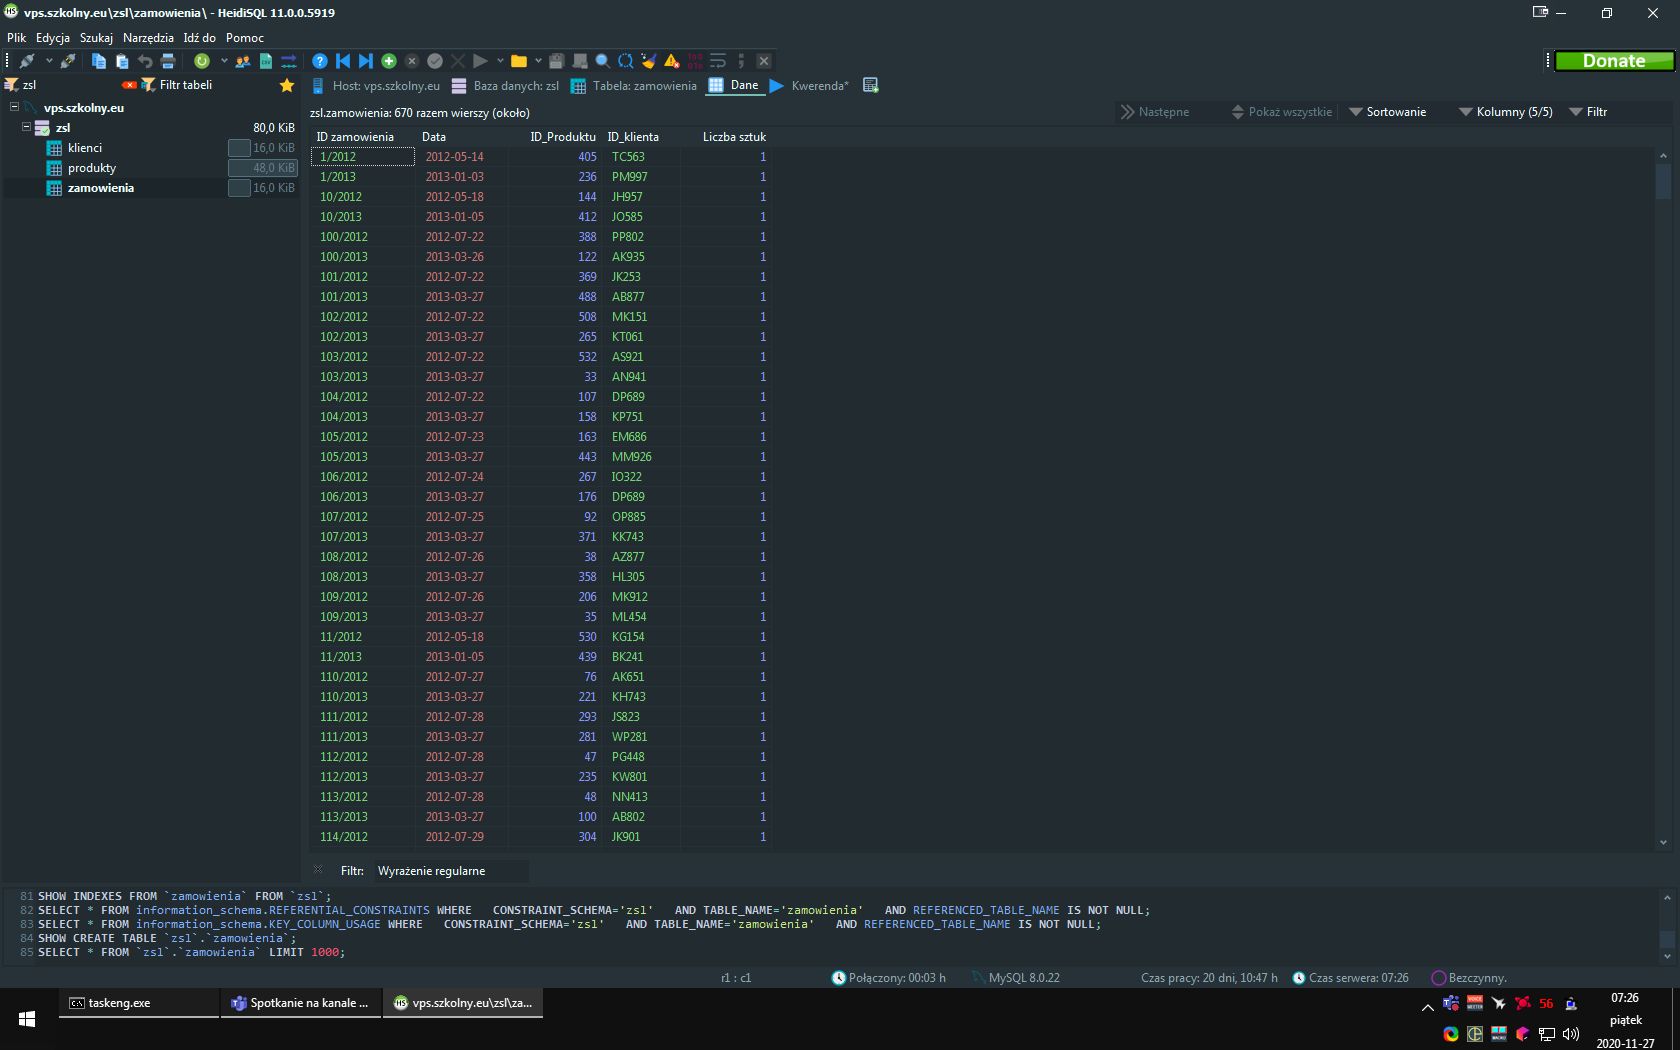 vps.szkolny.eu\zsl\zamowienia\ - HeidiSQL 11.0.0.5919
Plik Edycja Szukaj Narzędzia Idź do Pomoc
Donate
zsl Filtr tabeli Host: vps.szkolny.eu Baza danych: zsl Tabela: zamowienia Dane Kwerenda*
vps.szkolny.eu
zsl 80,0 KiB
klienci 16,0 KiB
produkty 48,0 KiB
zamowienia 16,0 KiB
zsl.zamowienia: 670 razem wierszy (około) Następne Pokaż wszystkie Sortowanie Kolumny (5/5) Filtr
ID zamowienia Data ID_Produktu ID_klienta Liczba sztuk
1/2012 2012-05-14 405 TC563 1
1/2013 2013-01-03 236 PM997 1
10/2012 2012-05-18 144 JH957 1
10/2013 2013-01-05 412 JO585 1
100/2012 2012-07-22 388 PP802 1
100/2013 2013-03-26 122 AK935 1
101/2012 2012-07-22 369 JK253 1
101/2013 2013-03-27 488 AB877 1
102/2012 2012-07-22 508 MK151 1
102/2013 2013-03-27 265 KT061 1
103/2012 2012-07-22 532 AS921 1
103/2013 2013-03-27 33 AN941 1
104/2012 2012-07-22 107 DP689 1
104/2013 2013-03-27 158 KP751 1
105/2012 2012-07-23 163 EM686 1
105/2013 2013-03-27 443 MM926 1
106/2012 2012-07-24 267 IO322 1
106/2013 2013-03-27 176 DP689 1
107/2012 2012-07-25 92 OP885 1
107/2013 2013-03-27 371 KK743 1
108/2012 2012-07-26 38 AZ877 1
108/2013 2013-03-27 358 HL305 1
109/2012 2012-07-26 206 MK912 1
109/2013 2013-03-27 35 ML454 1
11/2012 2012-05-18 530 KG154 1
11/2013 2013-01-05 439 BK241 1
110/2012 2012-07-27 76 AK651 1
110/2013 2013-03-27 221 KH743 1
111/2012 2012-07-28 293 JS823 1
111/2013 2013-03-27 281 WP281 1
112/2012 2012-07-28 47 PG448 1
112/2013 2013-03-27 235 KW801 1
113/2012 2012-07-28 48 NN413 1
113/2013 2013-03-27 100 AB802 1
114/2012 2012-07-29 304 JK901 1
Filtr: Wyrażenie regularne
81 SHOW INDEXES FROM `zamowienia` FROM `zsl`;
82 SELECT * FROM information_schema.REFERENTIAL_CONSTRAINTS WHERE   CONSTRAINT_SCHEMA='zsl'   AND TABLE_NAME='zamowienia'   AND REFERENCED_TABLE_NAME IS NOT NULL;
83 SELECT * FROM information_schema.KEY_COLUMN_USAGE WHERE   CONSTRAINT_SCHEMA='zsl'   AND TABLE_NAME='zamowienia'   AND REFERENCED_TABLE_NAME IS NOT NULL;
84 SHOW CREATE TABLE `zsl`.`zamowienia`;
85 SELECT * FROM `zsl`.`zamowienia` LIMIT 1000;
r1 : c1 Połączony: 00:03 h MySQL 8.0.22 Czas pracy: 20 dni, 10:47 h Czas serwera: 07:26 Bezczynny.
taskeng.exe Spotkanie na kanale ... vps.szkolny.eu\zsl\za... 56 07:26
piątek
2020-11-27